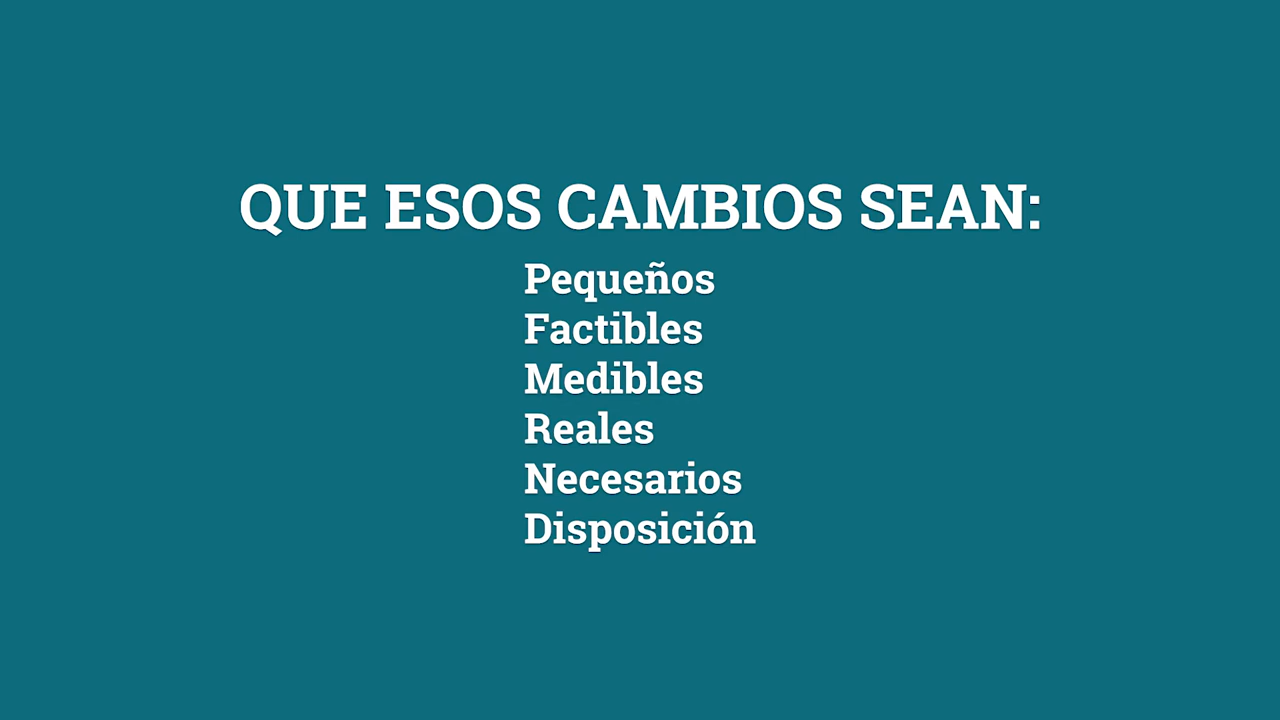 QUE ESOS CAMBIOS SEAN:
Pequeños
Factibles
Medibles
Reales
Necesarios
Disposición